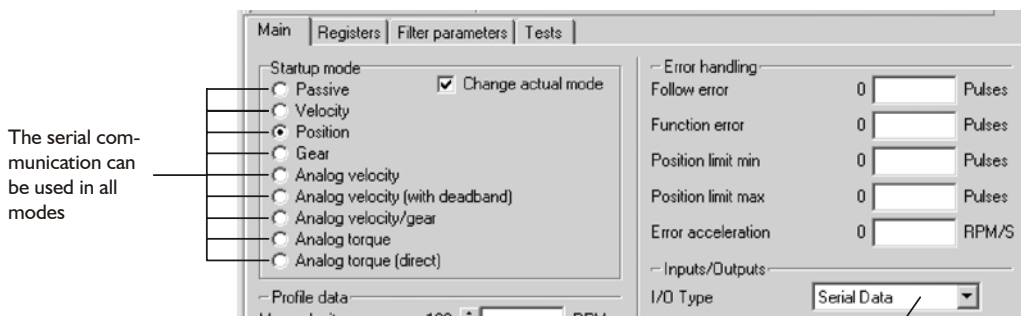 Main Registers Filter parameters Tests
Startup mode
Change actual mode
Passive
Velocity
Position
Gear
Analog velocity
Analog velocity (with deadband)
Analog velocity/gear
Analog torque
Analog torque (direct)
The serial com-
munication can
be used in all
modes
Profile data
100 RPM
Error handling
Follow error 0 Pulses
Function error 0 Pulses
Position limit min 0 Pulses
Position limit max 0 Pulses
Error acceleration 0 RPM/S
Inputs/Outputs
I/O Type Serial Data